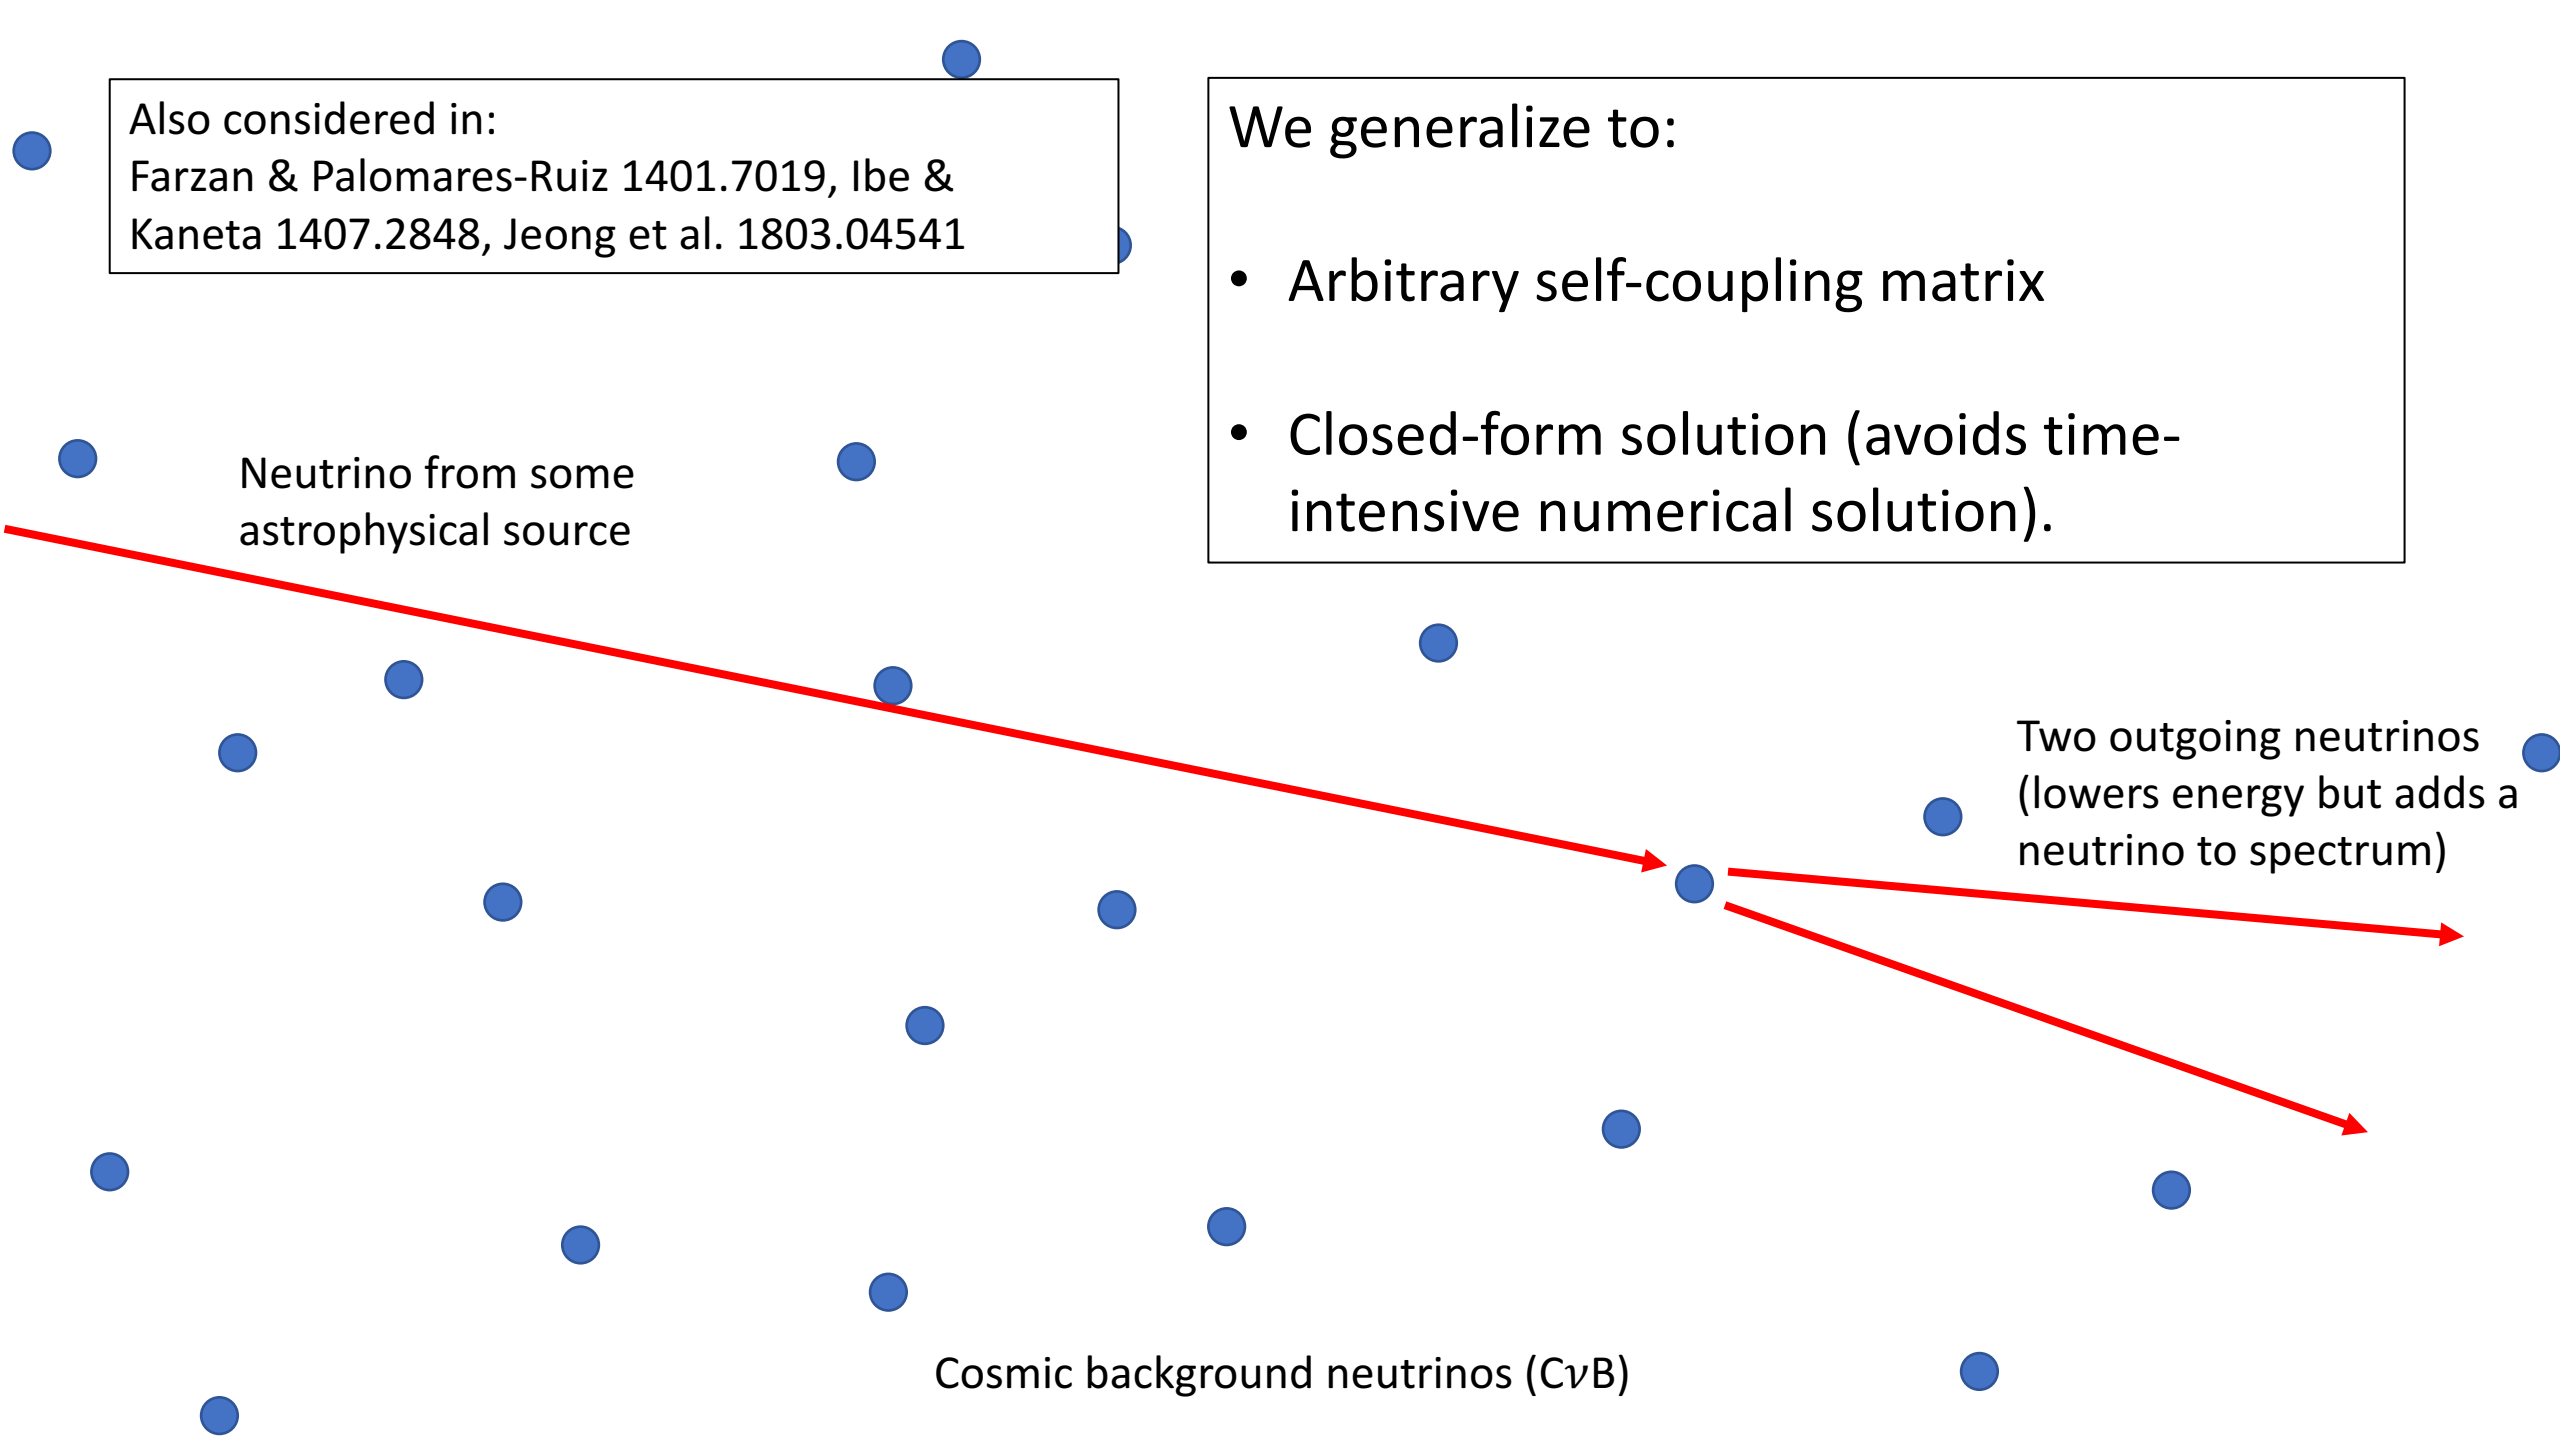 Also considered in:
Farzan & Palomares-Ruiz 1401.7019, Ibe &
Kaneta 1407.2848, Jeong et al. 1803.04541
We generalize to:
• Arbitrary self-coupling matrix
• Closed-form solution (avoids time-
intensive numerical solution).
Neutrino from some
astrophysical source
Two outgoing neutrinos
(lowers energy but adds a
neutrino to spectrum)
Cosmic background neutrinos (C𝜈B)